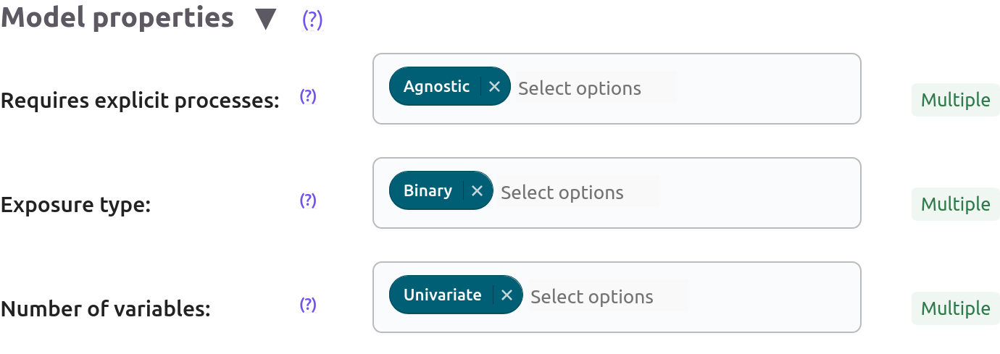 Model properties ▼ (?)
Requires explicit processes: (?) Agnostic × Select options Multiple
Exposure type: (?) Binary × Select options Multiple
Number of variables: (?) Univariate × Select options Multiple